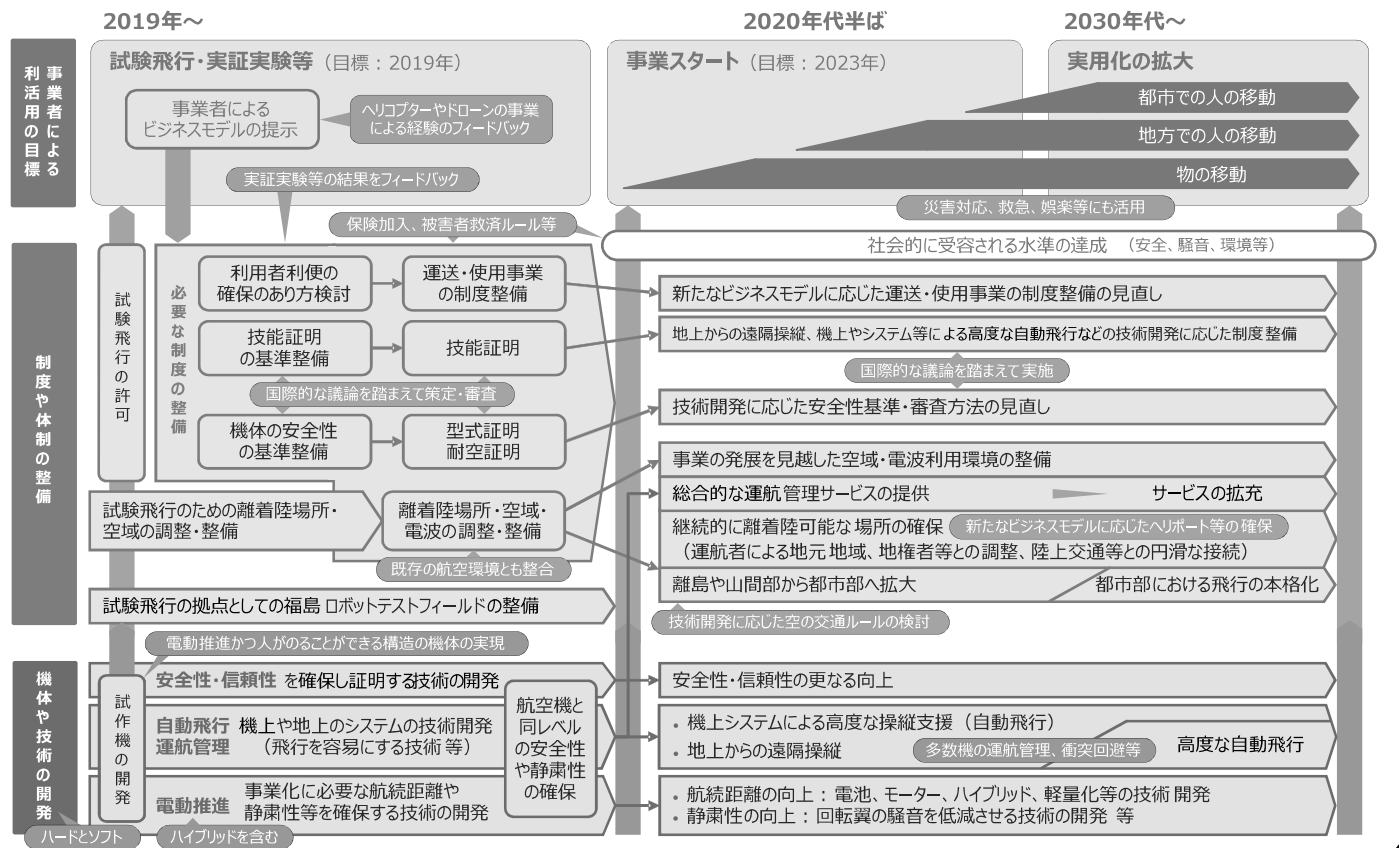 2019年～
2020年代半ば
2030年代～
事業者による
利活用の目標
試験飛行・実証実験等（目標：2019年）
事業者による
ビジネスモデルの提示
ヘリコプターやドローンの事業
による経験のフィードバック
実証実験等の結果をフィードバック
事業スタート（目標：2023年）
実用化の拡大
都市での人の移動
地方での人の移動
物の移動
災害対応、救急、娯楽等にも活用
制度や体制の整備
試験飛行の許可
必要な制度の整備
保険加入、被害者救済ルール等
社会的に受容される水準の達成 （安全、騒音、環境等）
利用者利便の
確保のあり方検討
運送・使用事業
の制度整備
新たなビジネスモデルに応じた運送・使用事業の制度整備の見直し
技能証明
の基準整備
技能証明
地上からの遠隔操縦、機上やシステム等による高度な自動飛行などの技術開発に応じた制度整備
国際的な議論を踏まえて策定・審査
国際的な議論を踏まえて実施
機体の安全性
の基準整備
型式証明
耐空証明
技術開発に応じた安全性基準・審査方法の見直し
試験飛行のための離着陸場所・
空域の調整・整備
離着陸場所・空域・
電波の調整・整備
既存の航空環境とも整合
事業の発展を見越した空域・電波利用環境の整備
総合的な運航管理サービスの提供
サービスの拡充
継続的に離着陸可能な場所の確保
新たなビジネスモデルに応じたヘリポート等の確保
（運航者による地元地域、地権者等との調整、陸上交通等との円滑な接続）
離島や山間部から都市部へ拡大
都市部における飛行の本格化
試験飛行の拠点としての福島ロボットテストフィールドの整備
技術開発に応じた空の交通ルールの検討
機体や技術の開発
ハードとソフト
試作機の開発
電動推進かつ人がのることができる構造の機体の実現
安全性・信頼性 を確保し証明する技術の開発
自動飛行
運航管理
機上や地上のシステムの技術開発
（飛行を容易にする技術等）
電動推進
事業化に必要な航続距離や
静粛性等を確保する技術の開発
ハイブリッドを含む
航空機と
同レベル
の安全性
や静粛性
の確保
安全性・信頼性の更なる向上
・機上システムによる高度な操縦支援（自動飛行）
・地上からの遠隔操縦
多数機の運航管理、衝突回避等
高度な自動飛行
・航続距離の向上：電池、モーター、ハイブリッド、軽量化等の技術開発
・静粛性の向上：回転翼の騒音を低減させる技術の開発 等